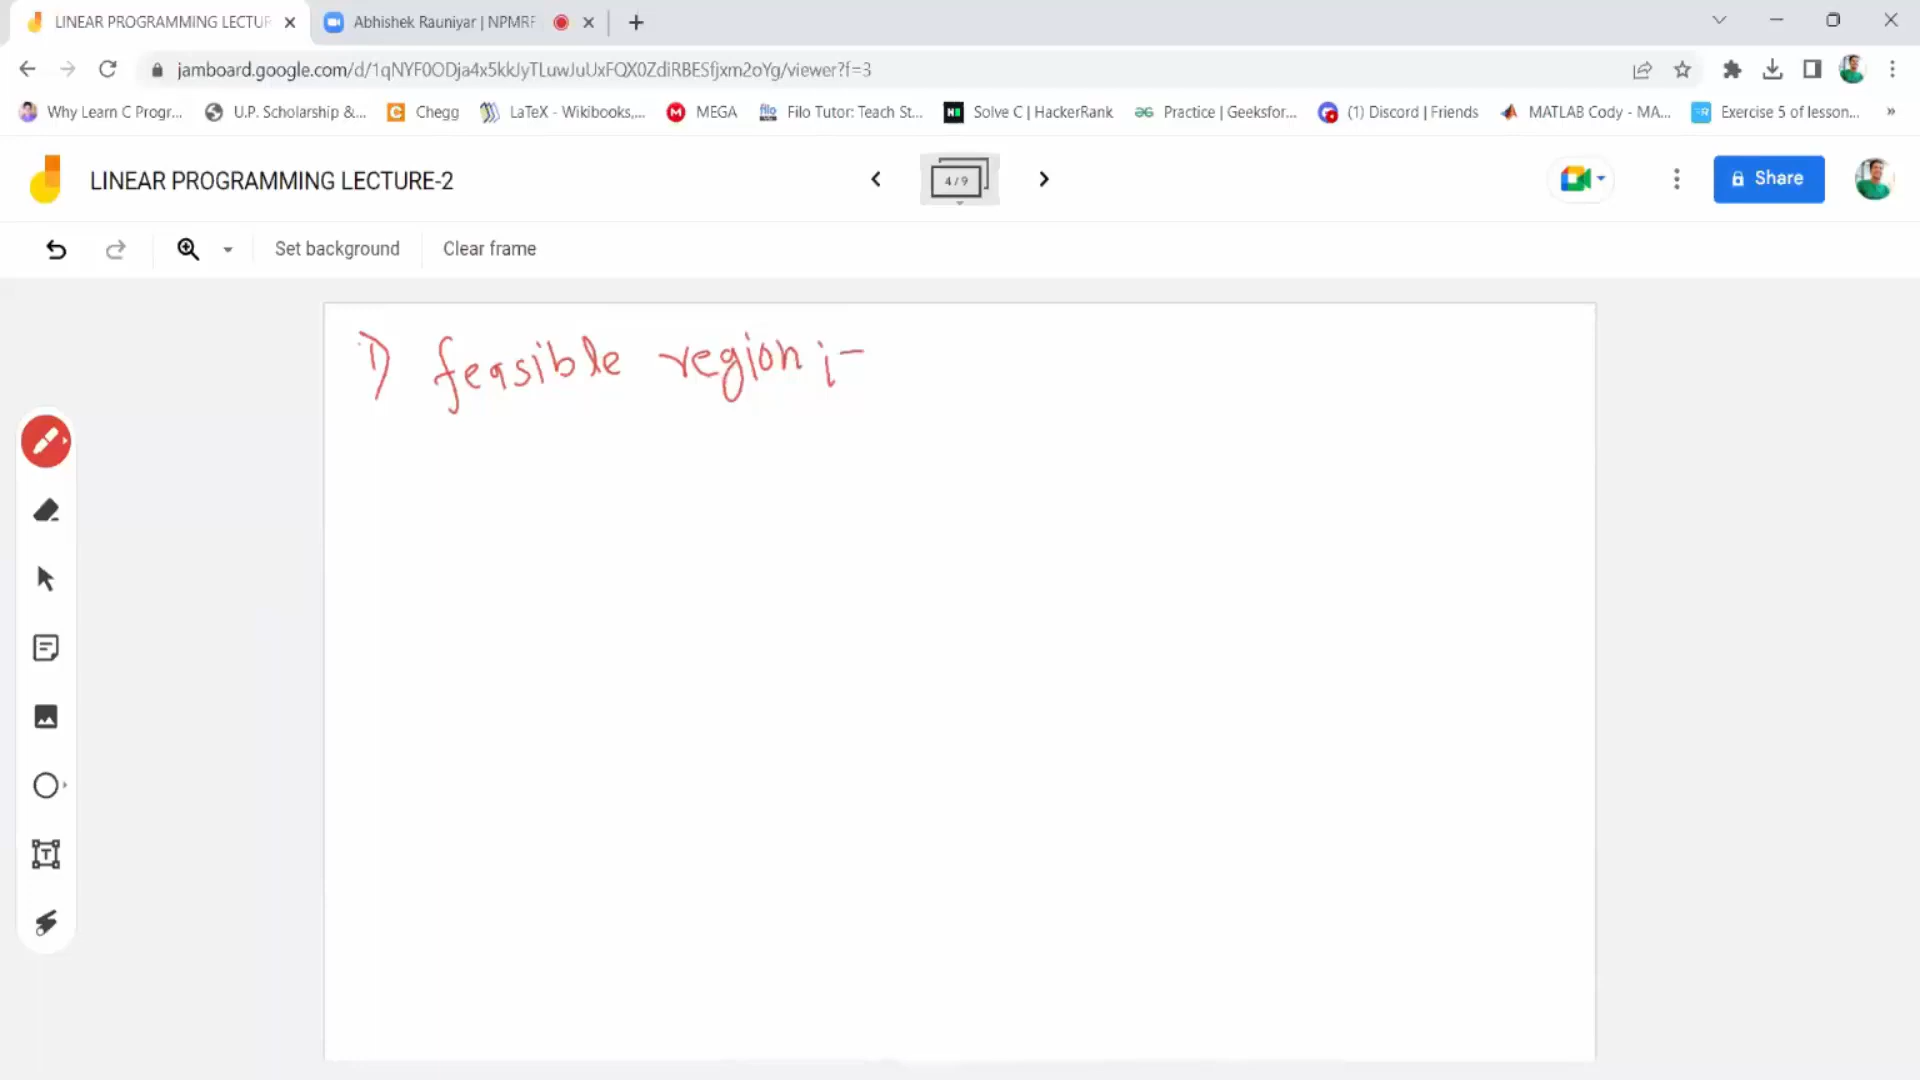 LINEAR PROGRAMMING LECTUR
Abhishek Rauniyar | NPMRF
jamboard.google.com/d/1qNYF0ODja4x5kkJyTLuwJuUxFQX0ZdiRBESfjxm2oYg/viewer?f=3
Why Learn C Progr... U.P. Scholarship &... Chegg LaTeX - Wikibooks,... MEGA Filo Tutor: Teach St... Solve C | HackerRank Practice | Geeksfor... (1) Discord | Friends MATLAB Cody - MA... Exercise 5 of lesson... »
LINEAR PROGRAMMING LECTURE-2
4 / 9
Share
Set background Clear frame
1) feasible region :-